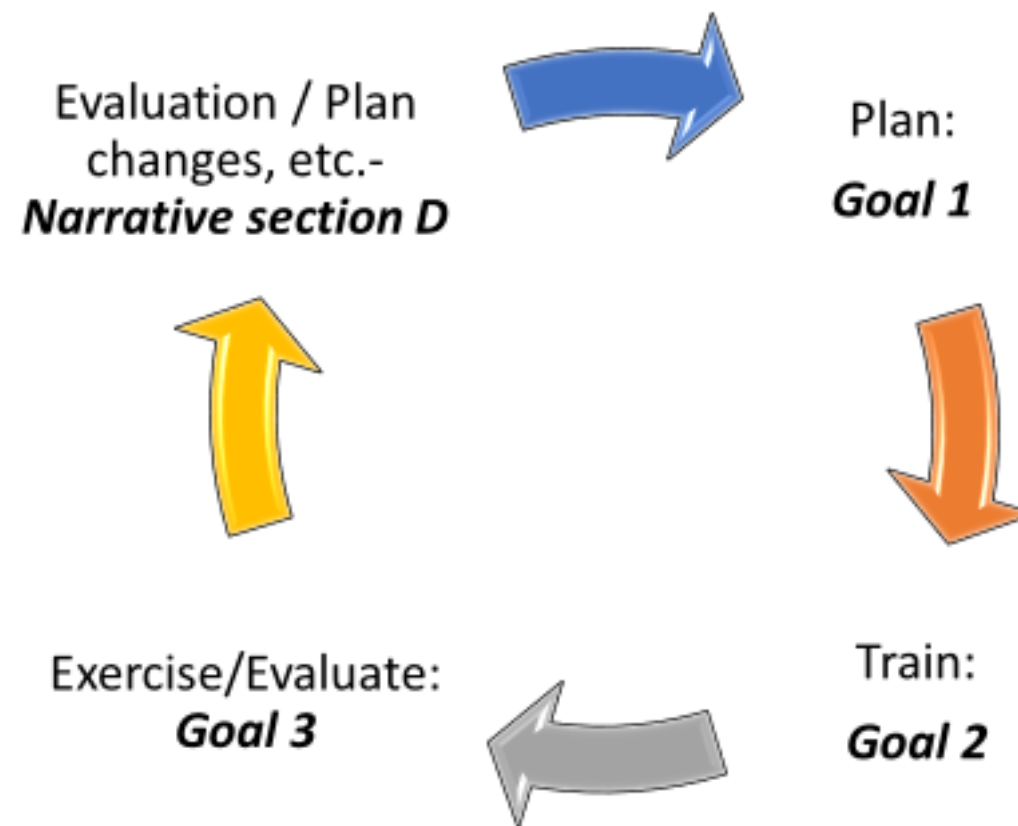 Evaluation / Plan
changes, etc.-
Narrative section D
Plan:
Goal 1
Train:
Goal 2
Exercise/Evaluate:
Goal 3